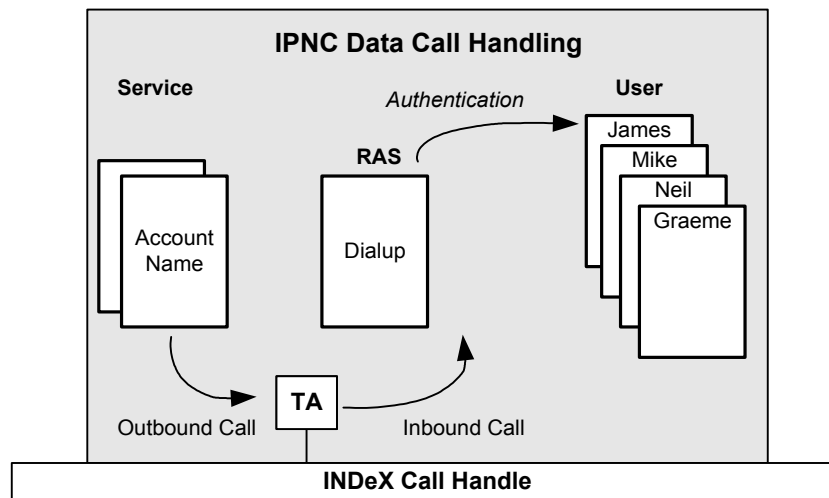 IPNC Data Call Handling
Service
Authentication
User
RAS
James
Mike
Neil
Graeme
Account
Name
Dialup
TA
Outbound Call
Inbound Call
INDeX Call Handle